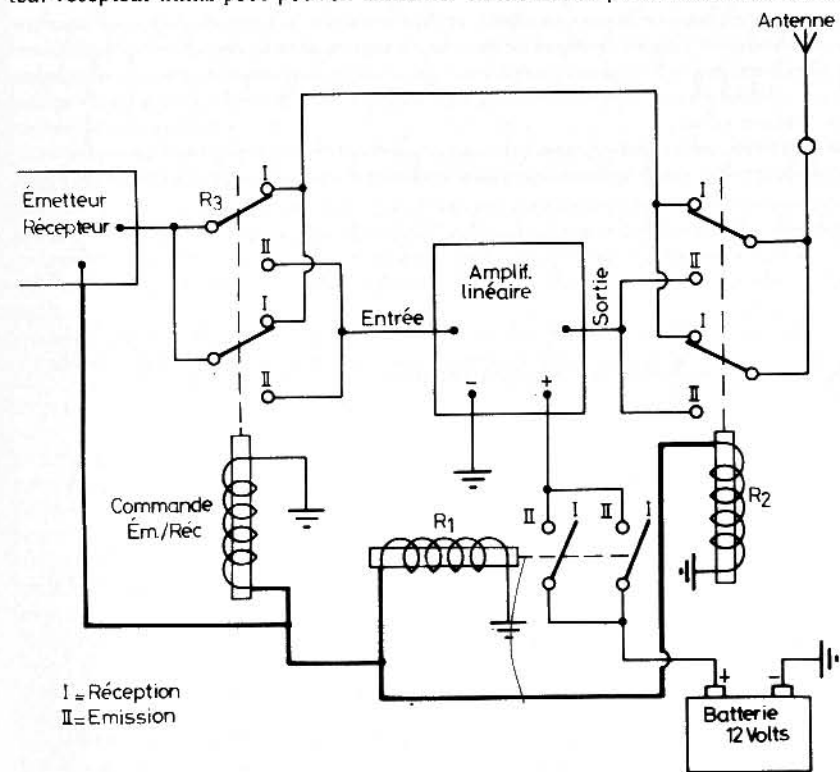 Antenne
Émetteur
Récepteur
R3
I
II
I
II
Entrée
Amplif.
linéaire
- +
Sortie
I
II
I
II
Commande
Ém./Réc
R1
II I II I
R2
I = Réception
II = Emission
+ -
Batterie
12 Volts